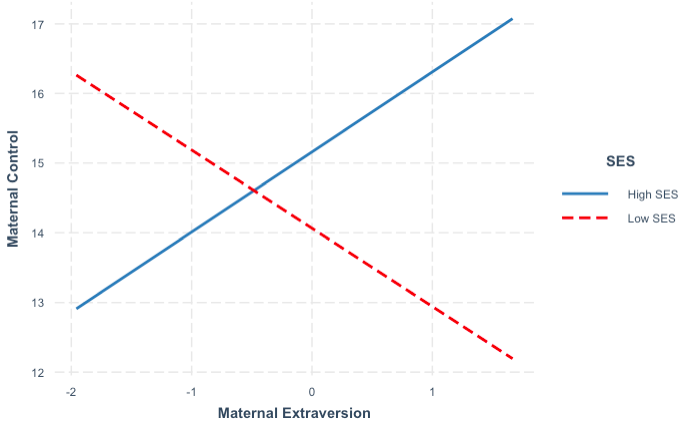 17
16
15
14
13
12
Maternal Control
-2 -1 0 1
Maternal Extraversion
SES
High SES
Low SES